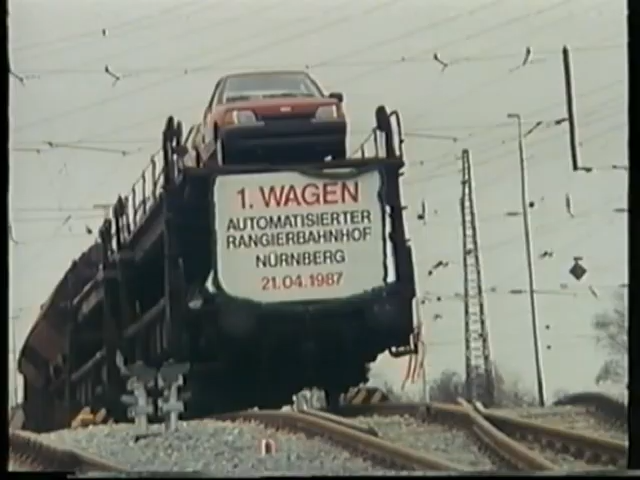 1. WAGEN
AUTOMATISIERTER
RANGIERBAHNHOF
NÜRNBERG
21.04.1987